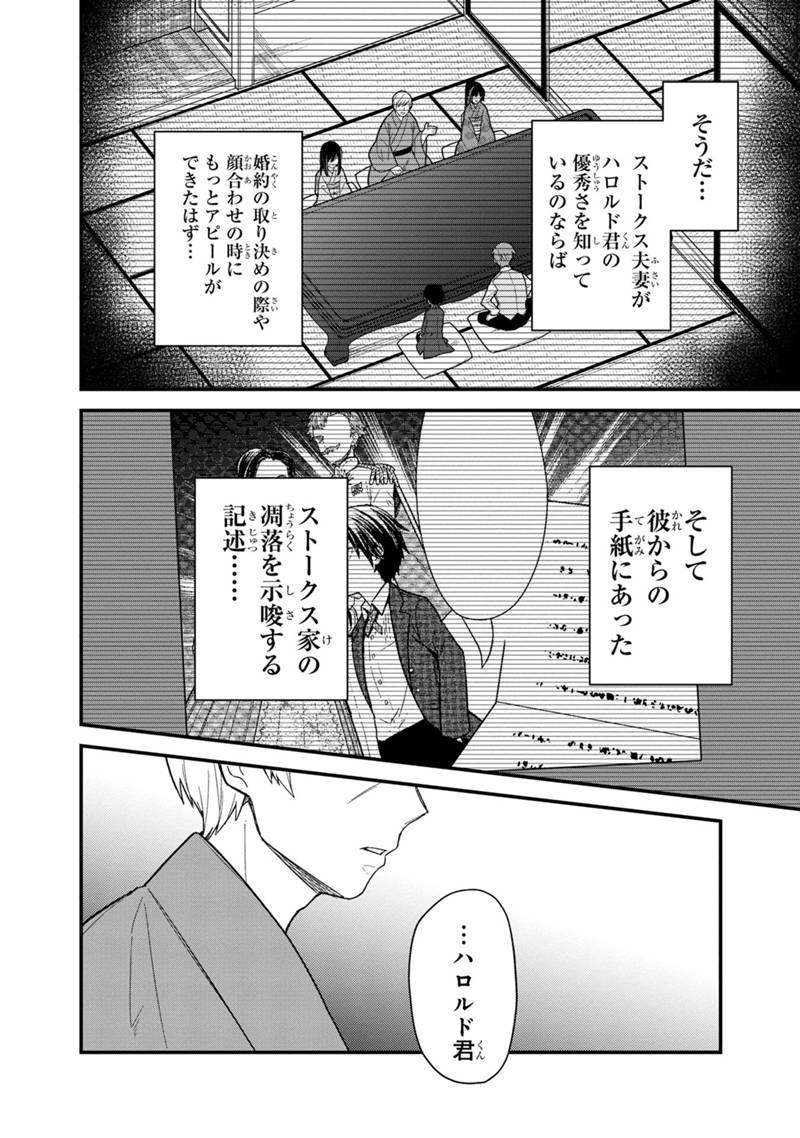 そうだ…
ストークス夫妻が
ハロルド君の
優秀さを知って
いるのならば
婚約の取り決めの際や
顔合わせの時に
もっとアピールが
できたはず…
そして
彼からの
手紙にあった
ストークス家の
凋落を示唆する
記述……
…ハロルド君